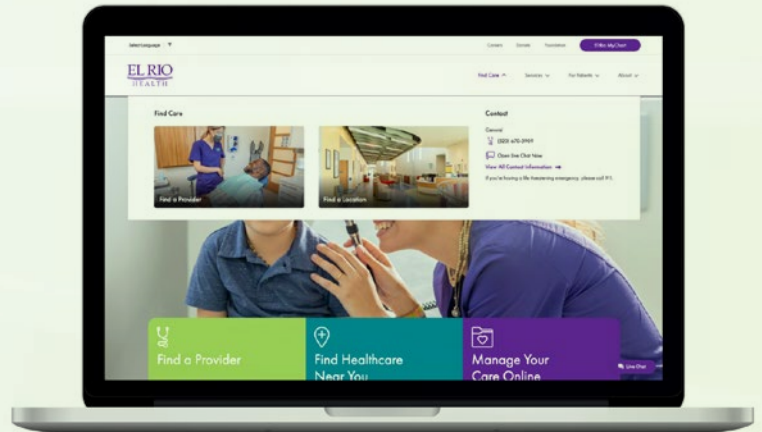 Select Language
Careers Donate Foundation El Rio MyChart
EL RIO
HEALTH
Find Care Services For Patients About
Find Care
Find a Provider
Find a Location
Contact
General
(520) 670-3909
Open Live Chat Now
View All Contact Information
If you're having a life threatening emergency, please call 911.
Find a Provider
Find Healthcare
Near You
Manage Your
Care Online
Live Chat